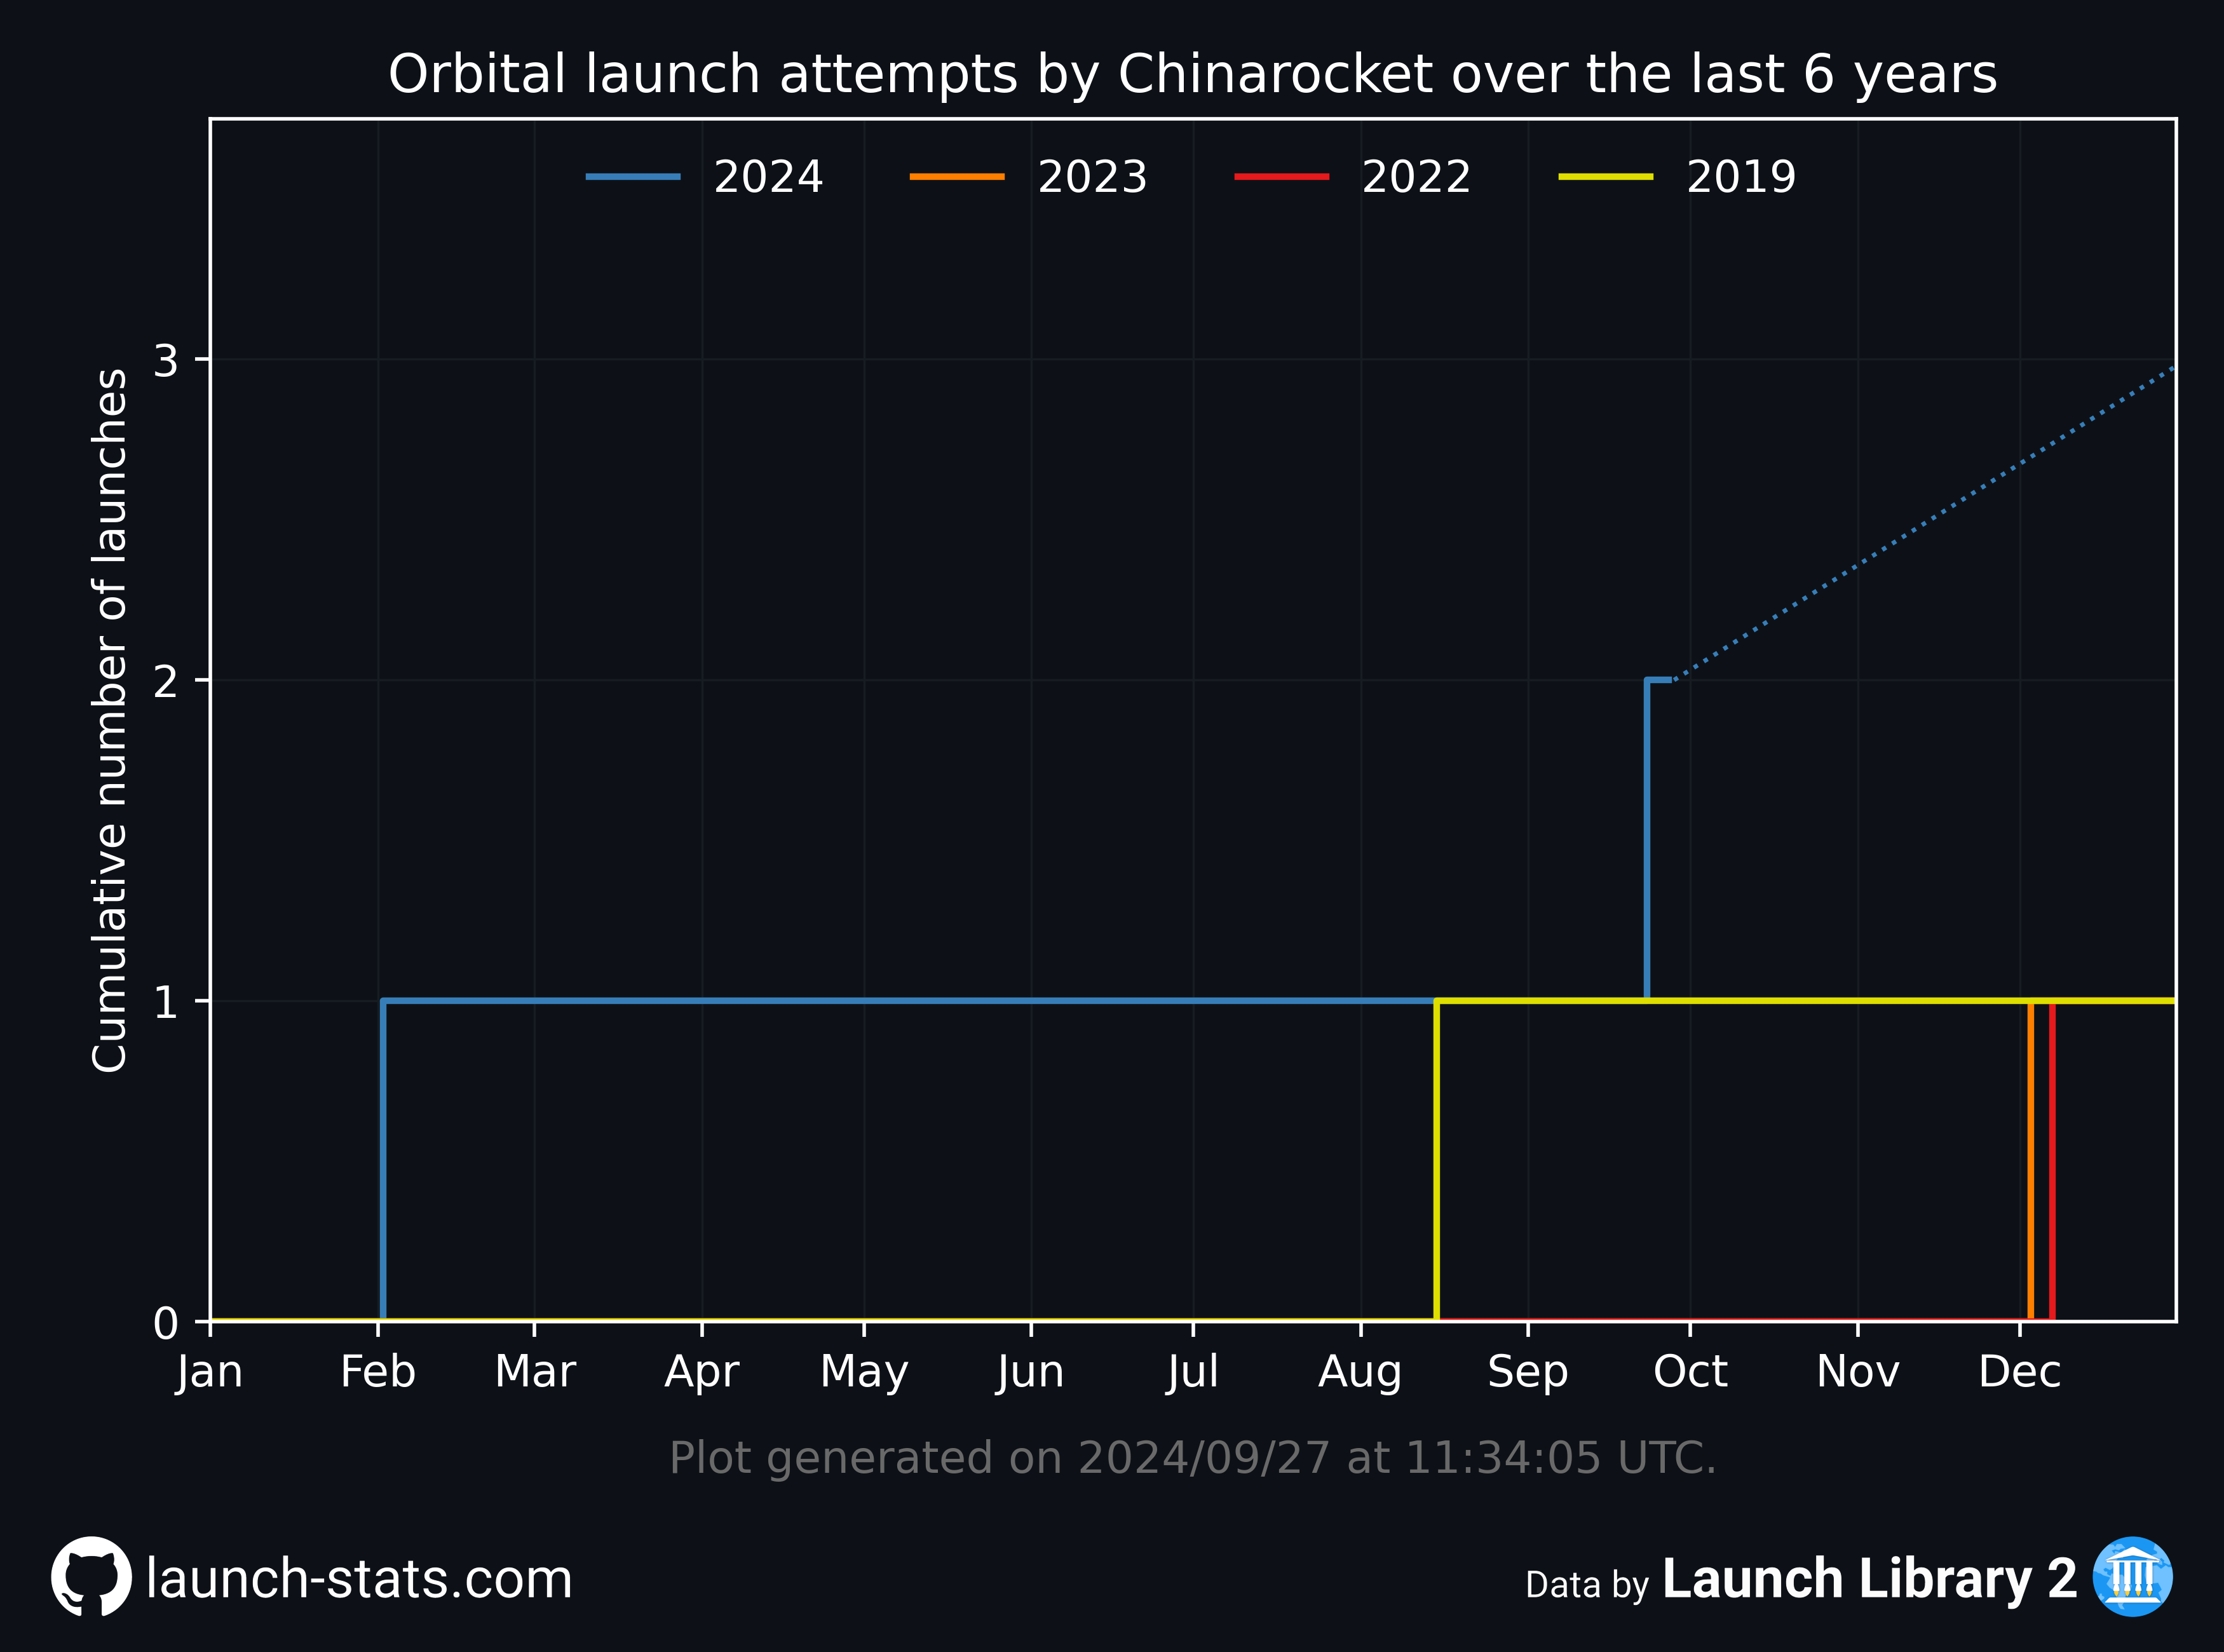 Orbital launch attempts by Chinarocket over the last 6 years
2024 2023 2022 2019
Cumulative number of launches
3
2
1
0
Jan Feb Mar Apr May Jun Jul Aug Sep Oct Nov Dec
Plot generated on 2024/09/27 at 11:34:05 UTC.
launch-stats.com
Data by Launch Library 2